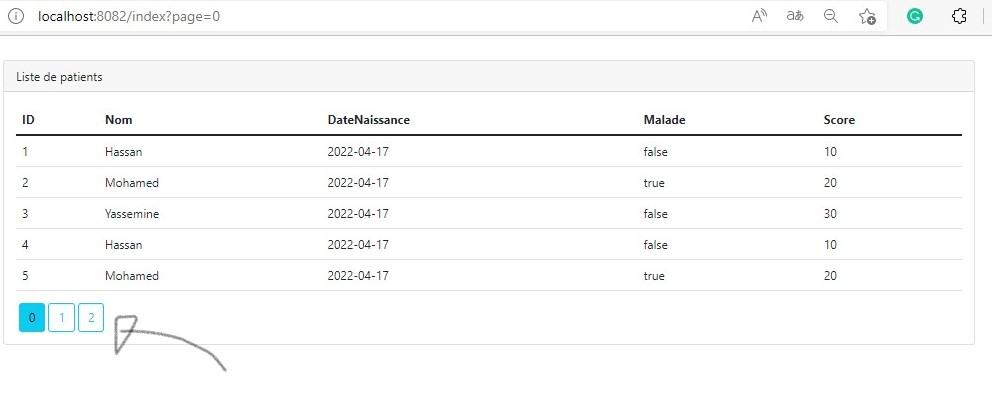 localhost:8082/index?page=0
Liste de patients
ID Nom DateNaissance Malade Score
1 Hassan 2022-04-17 false 10
2 Mohamed 2022-04-17 true 20
3 Yassemine 2022-04-17 false 30
4 Hassan 2022-04-17 false 10
5 Mohamed 2022-04-17 true 20
0 1 2